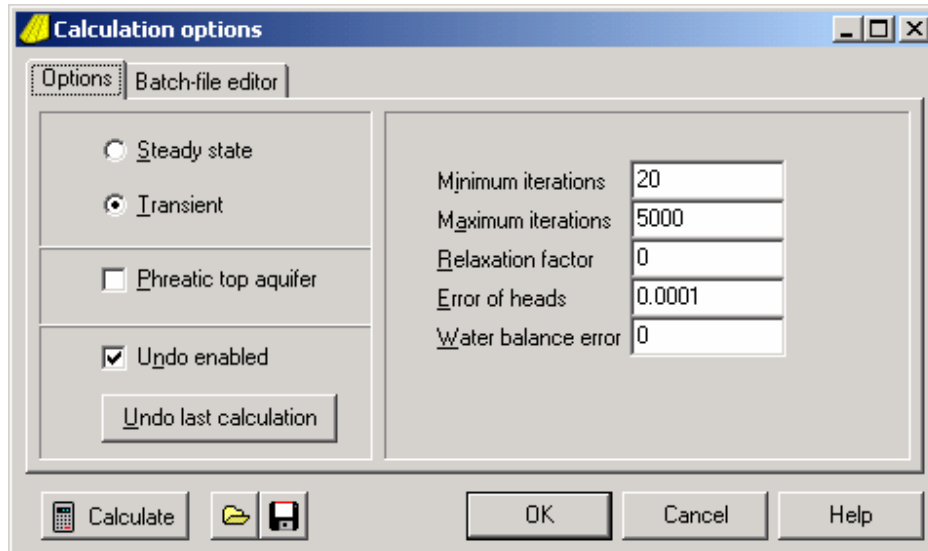 Calculation options
Options Batch-file editor
Steady state
Transient
Phreatic top aquifer
Undo enabled
Undo last calculation
Minimum iterations 20
Maximum iterations 5000
Relaxation factor 0
Error of heads 0.0001
Water balance error 0
Calculate OK Cancel Help